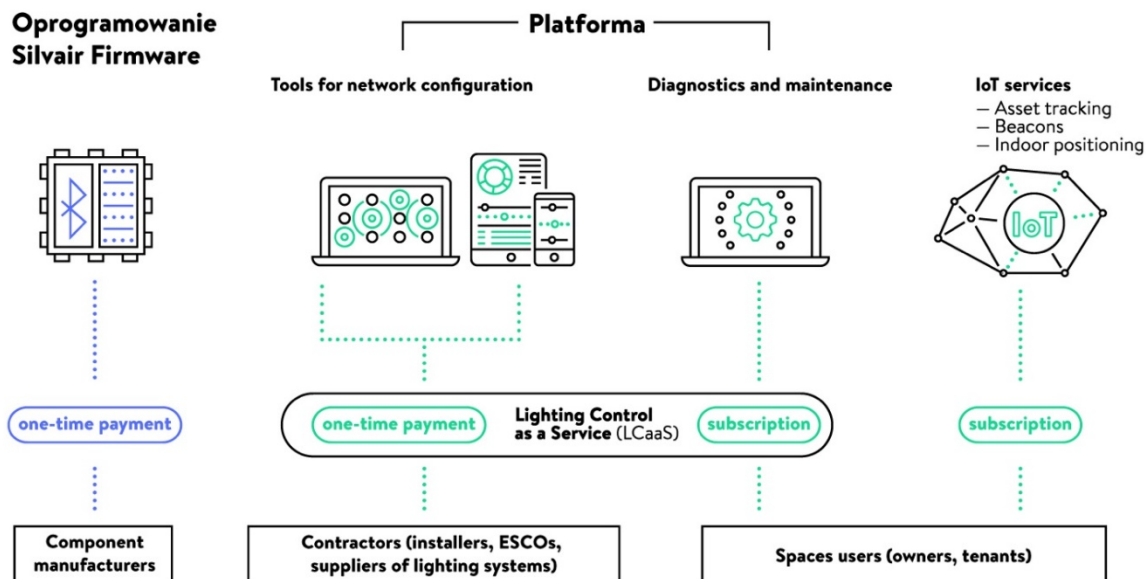 Oprogramowanie
Silvair Firmware
Platforma
Tools for network configuration
Diagnostics and maintenance
IoT services
— Asset tracking
— Beacons
— Indoor positioning
IoT
one-time payment
one-time payment
Lighting Control
as a Service (LCaaS)
subscription
subscription
Component
manufacturers
Contractors (installers, ESCOs,
suppliers of lighting systems)
Spaces users (owners, tenants)